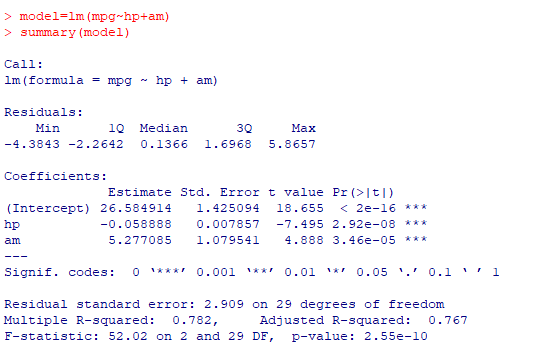 > model=lm(mpg~hp+am)
> summary(model)
Call:
lm(formula = mpg ~ hp + am)
Residuals:
    Min      1Q  Median      3Q     Max
-4.3843 -2.2642  0.1366  1.6968  5.8657
Coefficients:
             Estimate Std. Error t value Pr(>|t|)
(Intercept) 26.584914   1.425094  18.655  < 2e-16 ***
hp          -0.058888   0.007857  -7.495 2.92e-08 ***
am           5.277085   1.079541   4.888 3.46e-05 ***
---
Signif. codes:  0 ‘***’ 0.001 ‘**’ 0.01 ‘*’ 0.05 ‘.’ 0.1 ‘ ’ 1
Residual standard error: 2.909 on 29 degrees of freedom
Multiple R-squared:  0.782,     Adjusted R-squared:  0.767
F-statistic: 52.02 on 2 and 29 DF,  p-value: 2.55e-10